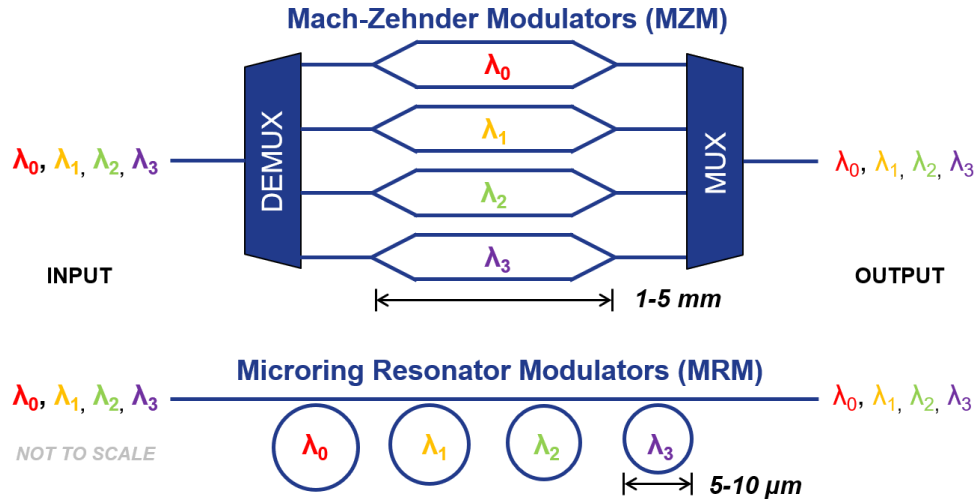 Mach-Zehnder Modulators (MZM)
λ₀
DEMUX
λ₁
MUX
λ₀, λ₁, λ₂, λ₃
λ₀, λ₁, λ₂, λ₃
λ₂
λ₃
INPUT
OUTPUT
1-5 mm
Microring Resonator Modulators (MRM)
λ₀, λ₁, λ₂, λ₃
λ₀, λ₁, λ₂, λ₃
λ₀
λ₁
λ₂
λ₃
NOT TO SCALE
5-10 μm